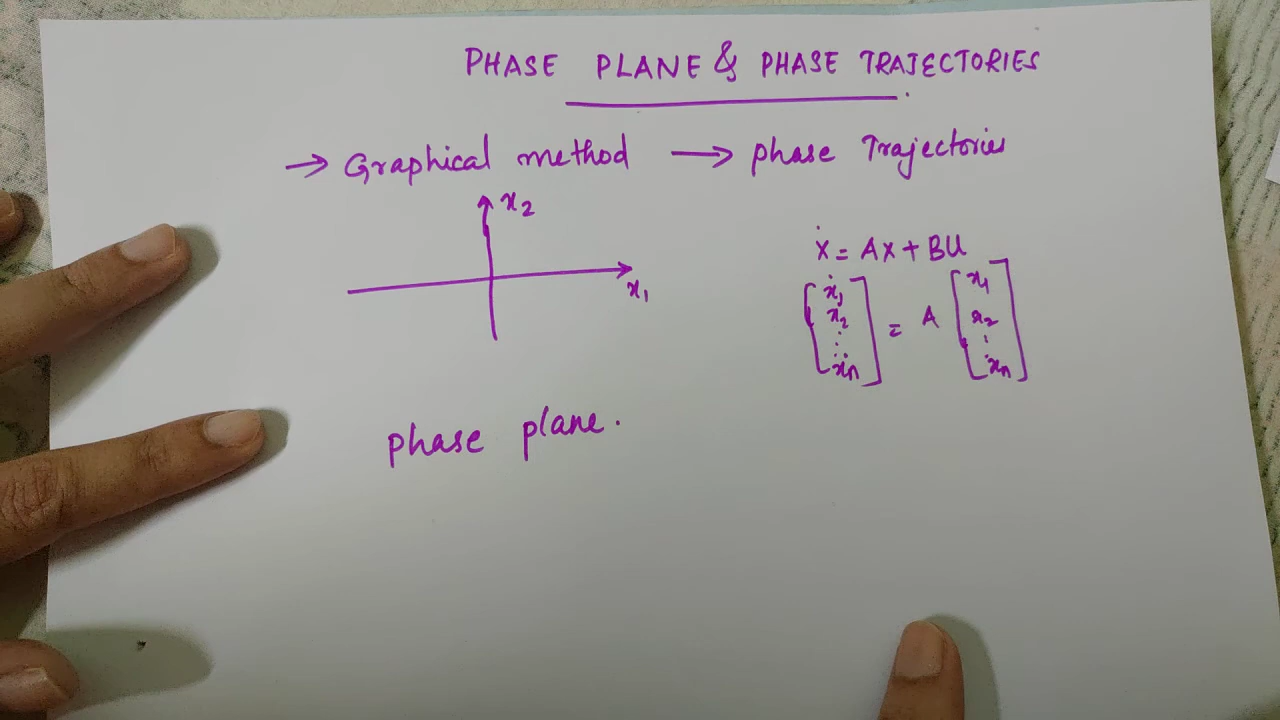 PHASE PLANE & PHASE TRAJECTORIES
→ Graphical method → phase Trajectories
x₂
x₁
Ẋ = AX + BU
[ẋ₁ ẋ₂ ⋮ ẋn] = A [x₁ x₂ ⋮ xn]
phase plane.